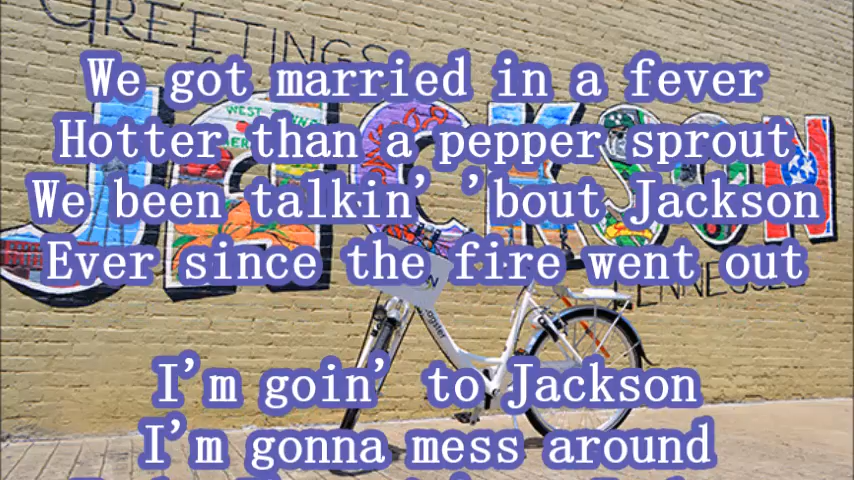 GREETINGS
We got married in a fever
Hotter than a pepper sprout
We been talkin' 'bout Jackson
Ever since the fire went out
JACKSON
TENNESSEE
I'm goin' to Jackson
I'm gonna mess around